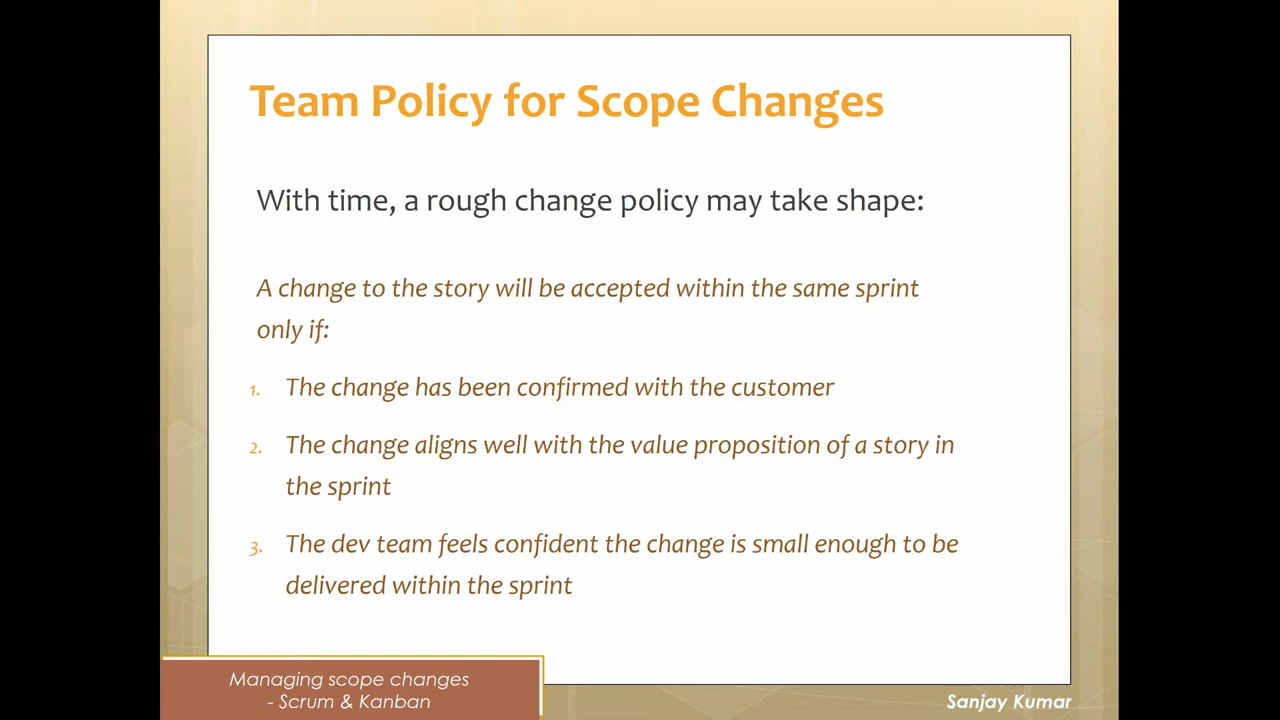 Team Policy for Scope Changes
With time, a rough change policy may take shape:
A change to the story will be accepted within the same sprint
only if:
1. The change has been confirmed with the customer
2. The change aligns well with the value proposition of a story in
the sprint
3. The dev team feels confident the change is small enough to be
delivered within the sprint
Managing scope changes
- Scrum & Kanban
Sanjay Kumar